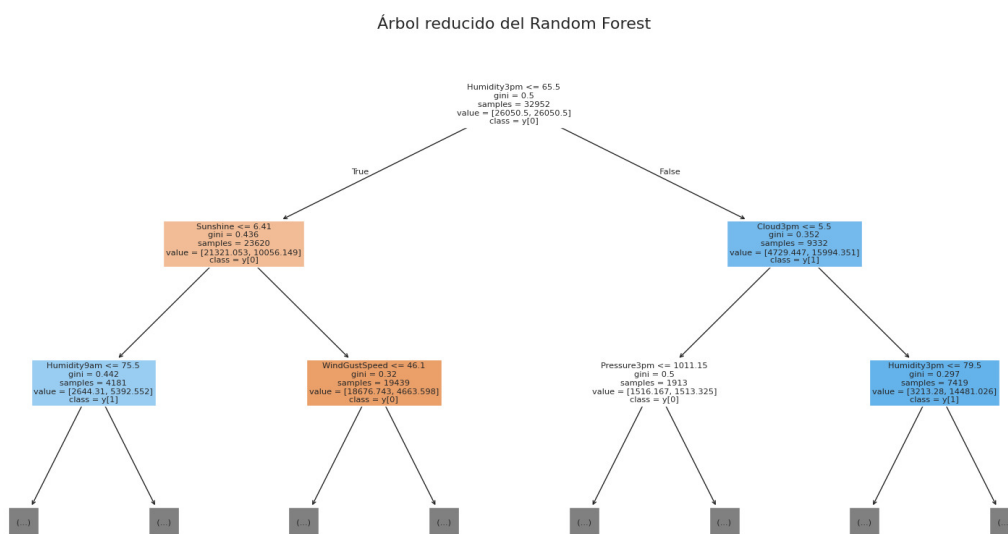 Árbol reducido del Random Forest
Humidity3pm <= 65.5
gini = 0.5
samples = 32952
value = [26050.5, 26050.5]
class = y[0]
True
False
Sunshine <= 6.41
gini = 0.436
samples = 23620
value = [21321.053, 10056.149]
class = y[0]
Cloud3pm <= 5.5
gini = 0.352
samples = 9332
value = [4729.447, 15994.351]
class = y[1]
Humidity9am <= 75.5
gini = 0.442
samples = 4181
value = [2644.31, 5392.552]
class = y[1]
WindGustSpeed <= 46.1
gini = 0.32
samples = 19439
value = [18676.743, 4663.598]
class = y[0]
Pressure3pm <= 1011.15
gini = 0.5
samples = 1913
value = [1516.167, 1513.325]
class = y[0]
Humidity3pm <= 79.5
gini = 0.297
samples = 7419
value = [3213.28, 14481.026]
class = y[1]
(...)
(...)
(...)
(...)
(...)
(...)
(...)
(...)